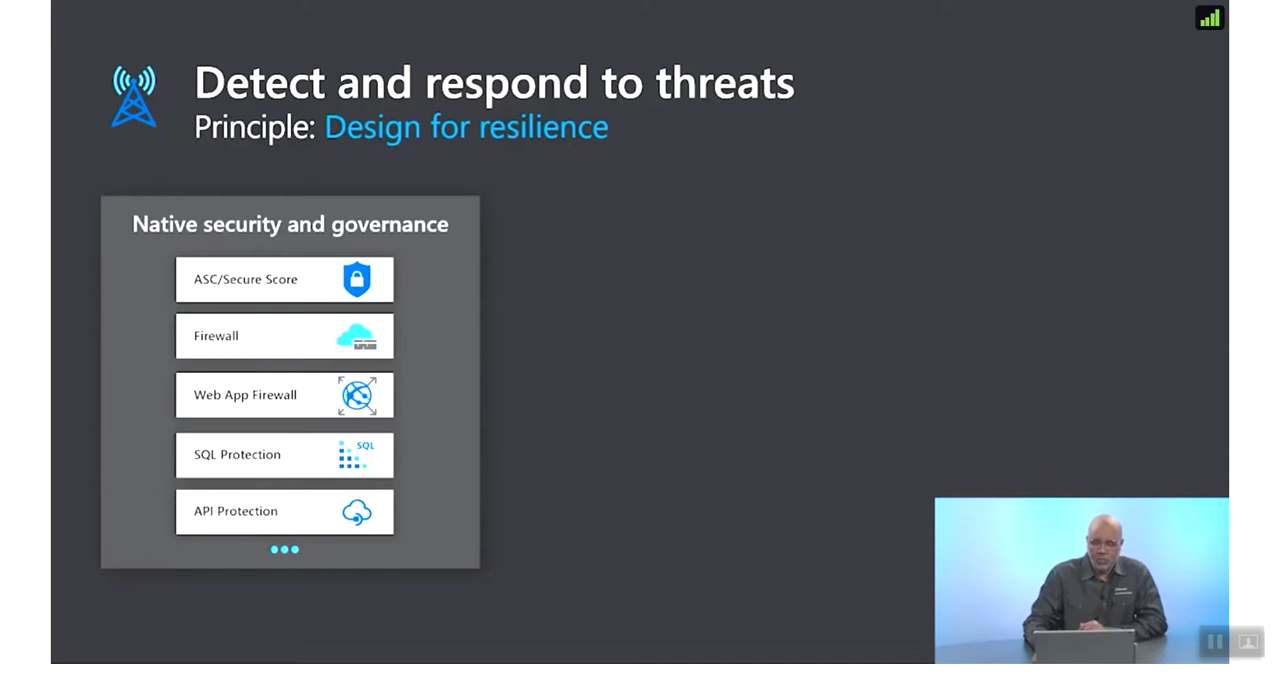 Detect and respond to threats
Principle: Design for resilience
Native security and governance
ASC/Secure Score
Firewall
Web App Firewall
SQL Protection
SQL
API Protection